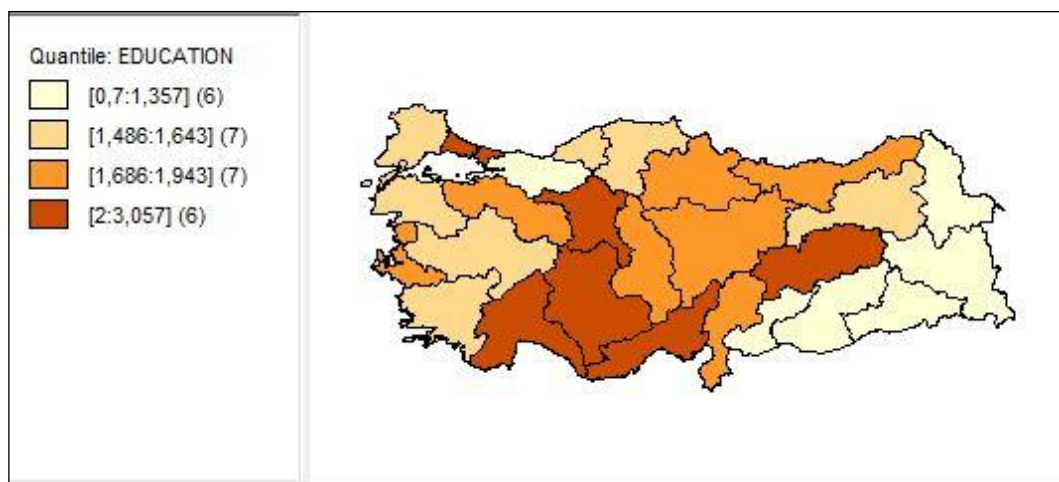 Quantile: EDUCATION
[0,7:1,357] (6)
[1,486:1,643] (7)
[1,686:1,943] (7)
[2:3,057] (6)